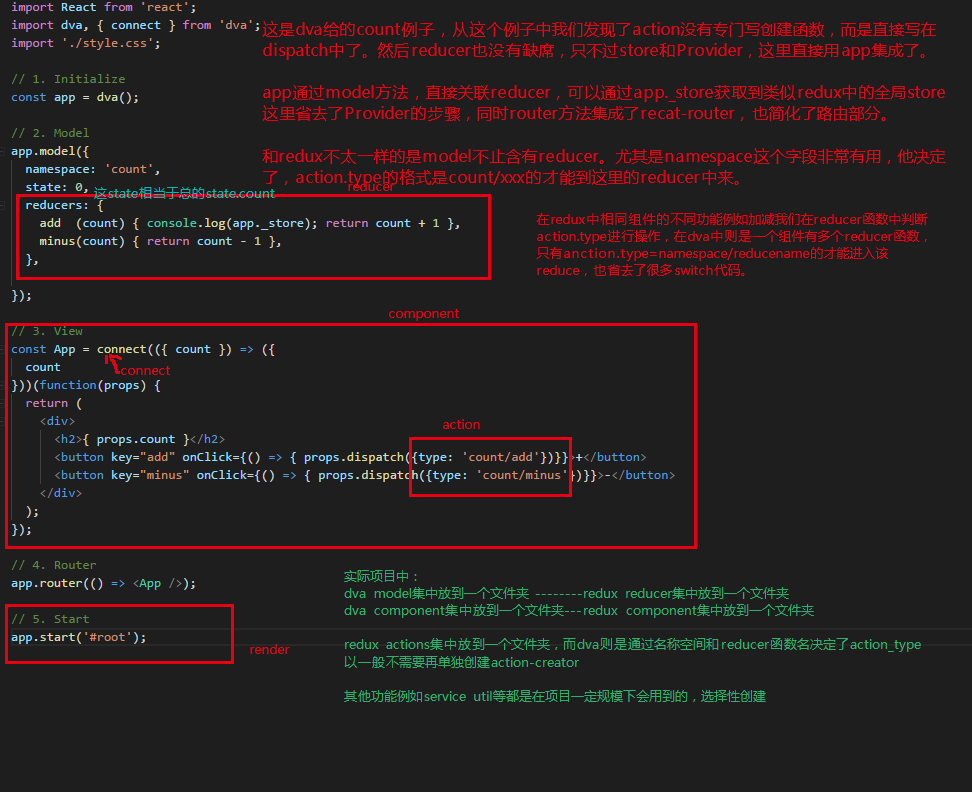 import React from 'react';
import dva, { connect } from 'dva';
import './style.css';
这是dva给的count例子，从这个例子中我们发现了action没有专门写创建函数，而是直接写在
dispatch中了。然后reducer也没有缺席，只不过store和Provider，这里直接用app集成了。
// 1. Initialize
const app = dva();
app通过model方法，直接关联reducer，可以通过app._store获取到类似redux中的全局store
这里省去了Provider的步骤，同时router方法集成了recat-router，也简化了路由部分。
// 2. Model
app.model({
namespace: 'count',
state: 0, 这state相当于总的state.count
和redux不太一样的是model不止含有reducer。尤其是namespace这个字段非常有用，他决定
了，action.type的格式是count/xxx的才能到这里的reducer中来。
reducer
reducers: {
add  (count) { console.log(app._store); return count + 1 },
minus(count) { return count - 1 },
},
});
在redux中相同组件的不同功能例如加减我们在reducer函数中判断
action.type进行操作，在dva中则是一个组件有多个reducer函数，
只有anction.type=namespace/reducename的才能进入该
reduce，也省去了很多switch代码。
component
// 3. View
const App = connect(({ count }) => ({
count
connect
}))(function(props) {
return (
<div>
action
<h2>{ props.count }</h2>
<button key="add" onClick={() => { props.dispatch({type: 'count/add'})}}>+</button>
<button key="minus" onClick={() => { props.dispatch({type: 'count/minus'})}}>-</button>
</div>
);
});
// 4. Router
app.router(() => <App />);
// 5. Start
app.start('#root');
render
实际项目中：
dva model集中放到一个文件夹 --------redux reducer集中放到一个文件夹
dva component集中放到一个文件夹---redux component集中放到一个文件夹
redux actions集中放到一个文件夹，而dva则是通过名称空间和reducer函数名决定了action_type
以一般不需要再单独创建action-creator
其他功能例如service util等都是在项目一定规模下会用到的，选择性创建